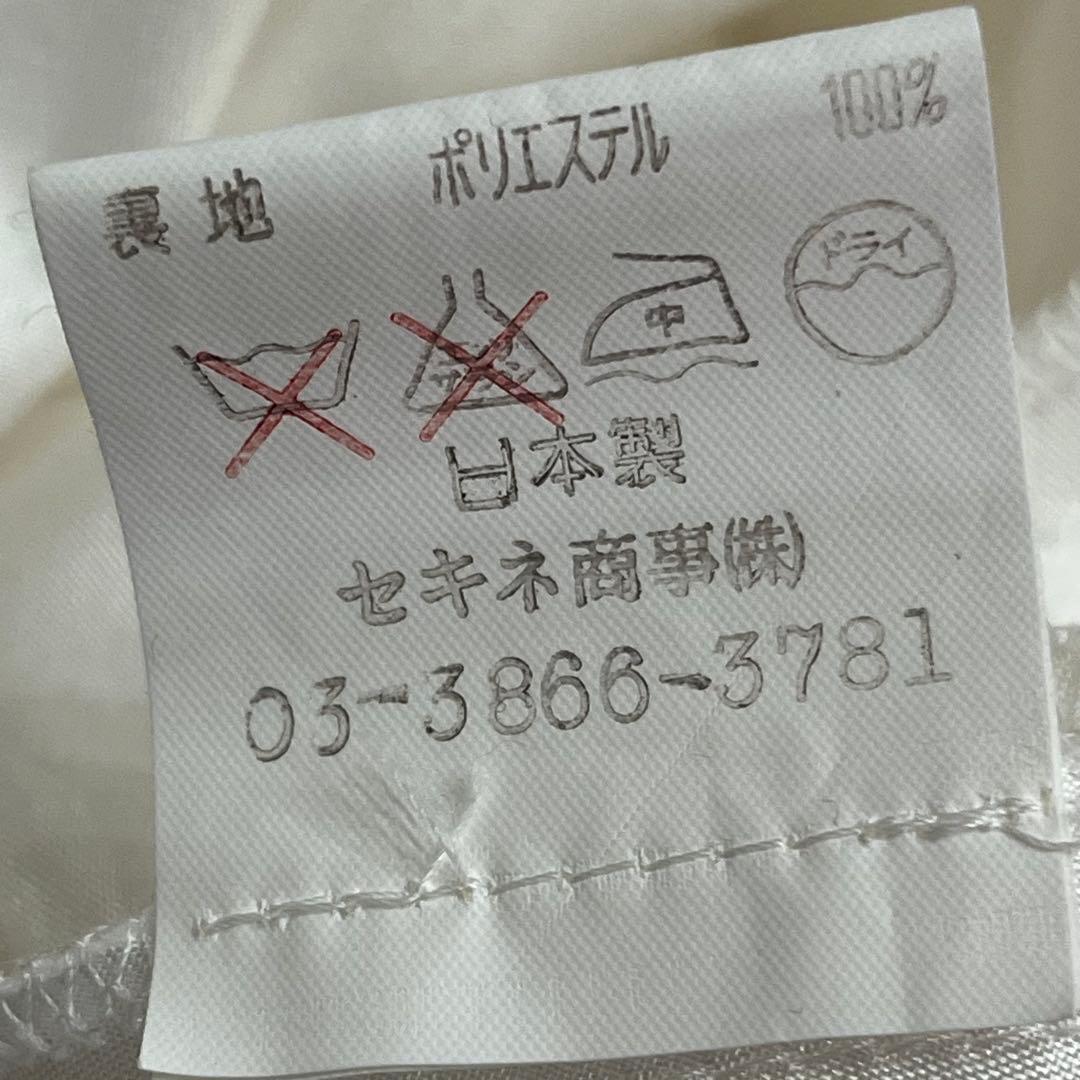 裏地 ポリエステル 100%
中 ドライ
日本製
セキネ商事(株)
03-3866-3781